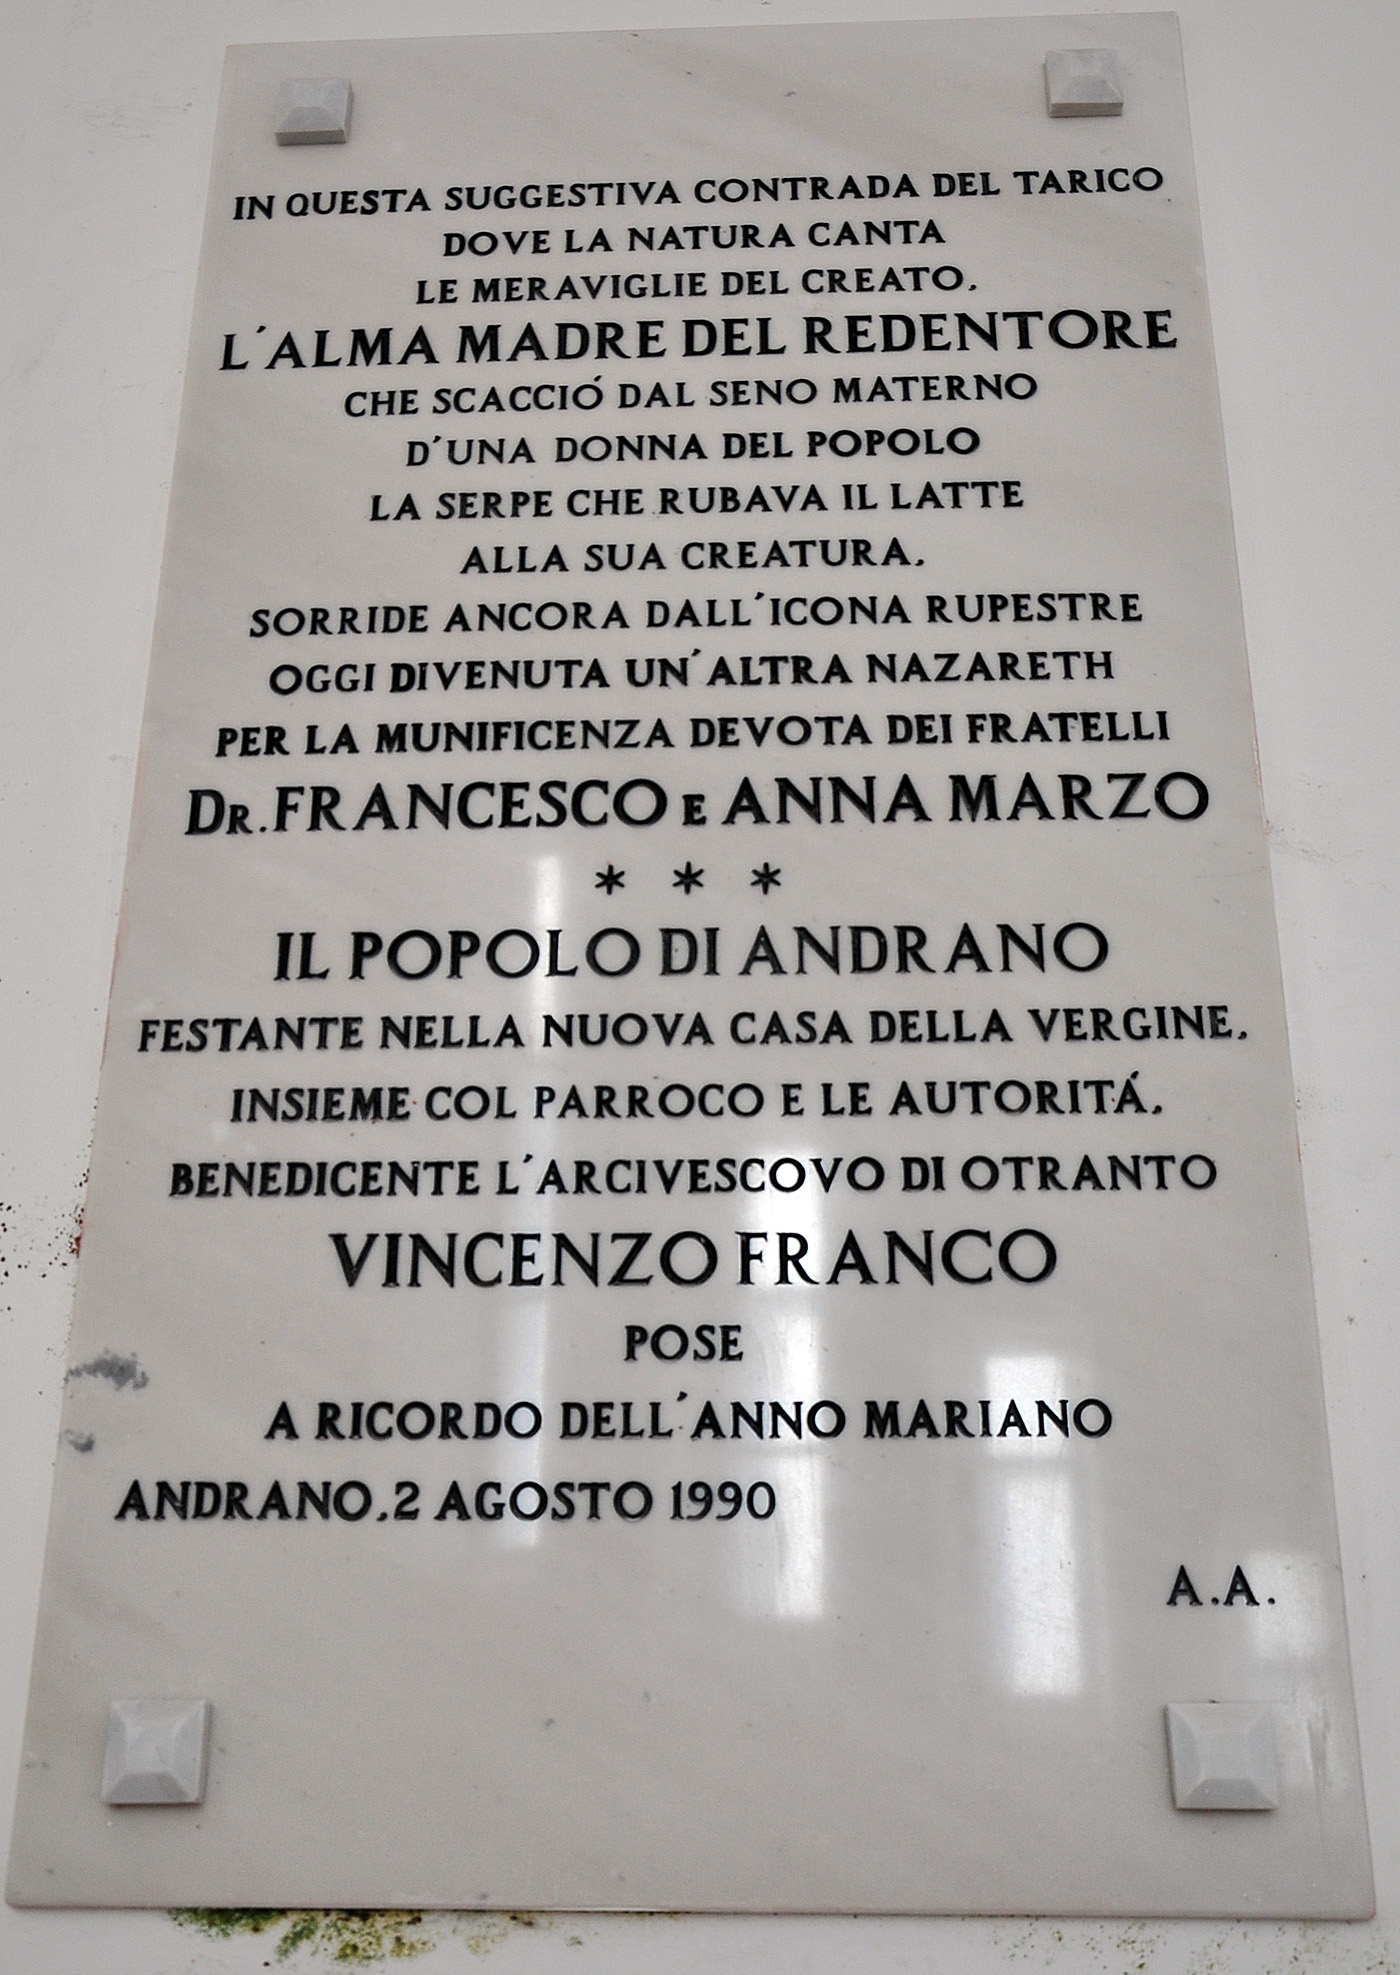 IN QUESTA SUGGESTIVA CONTRADA DEL TARICO
DOVE LA NATURA CANTA
LE MERAVIGLIE DEL CREATO,
L'ALMA MADRE DEL REDENTORE
CHE SCACCIÓ DAL SENO MATERNO
D'UNA DONNA DEL POPOLO
LA SERPE CHE RUBAVA IL LATTE
ALLA SUA CREATURA,
SORRIDE ANCORA DALL'ICONA RUPESTRE
OGGI DIVENUTA UN'ALTRA NAZARETH
PER LA MUNIFICENZA DEVOTA DEI FRATELLI
DR. FRANCESCO E ANNA MARZO
* * *
IL POPOLO DI ANDRANO
FESTANTE NELLA NUOVA CASA DELLA VERGINE,
INSIEME COL PARROCO E LE AUTORITÁ,
BENEDICENTE L'ARCIVESCOVO DI OTRANTO
VINCENZO FRANCO
POSE
A RICORDO DELL'ANNO MARIANO
ANDRANO, 2 AGOSTO 1990
A.A.